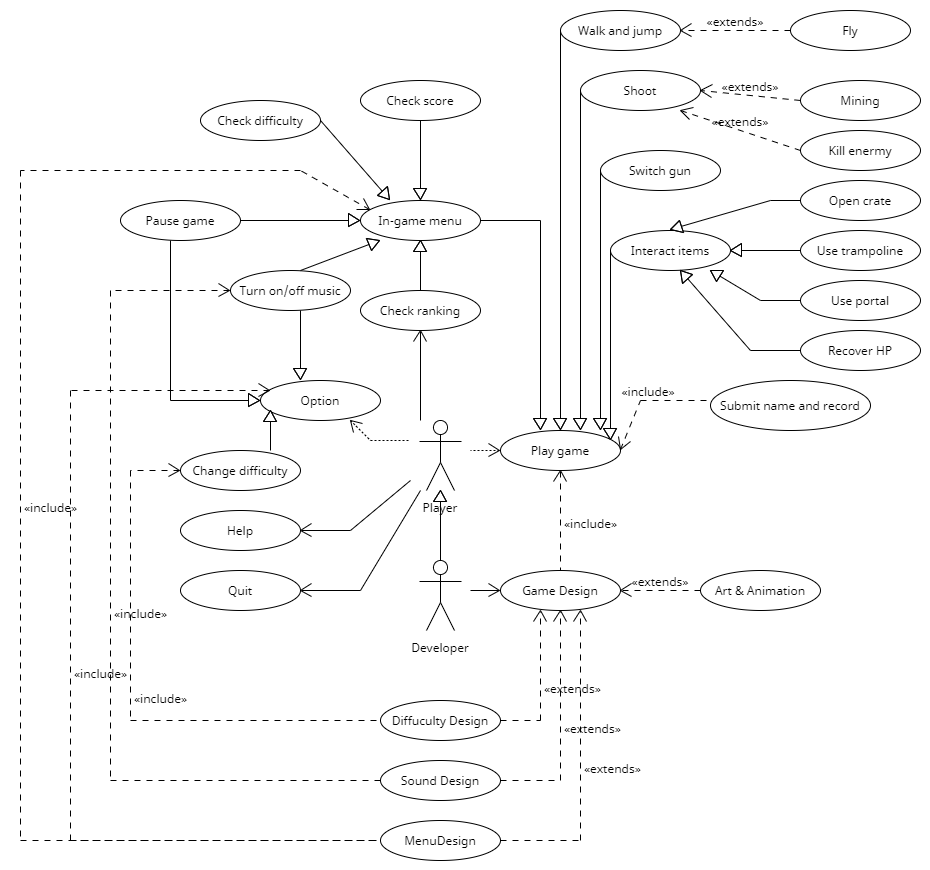 Walk and jump
«extends»
Fly
Check score
Shoot
«extends»
Mining
Check difficulty
«extends»
Kill enermy
Switch gun
Open crate
Pause game
In-game menu
Interact items
Use trampoline
Turn on/off music
Check ranking
Use portal
Recover HP
Option
«include»
Submit name and record
Play game
Change difficulty
«include»
Player
Help
«include»
Quit
Game Design
«extends»
Art & Animation
«include»
Developer
«include»
«include»
«extends»
Diffuculty Design
«extends»
Sound Design
«extends»
MenuDesign